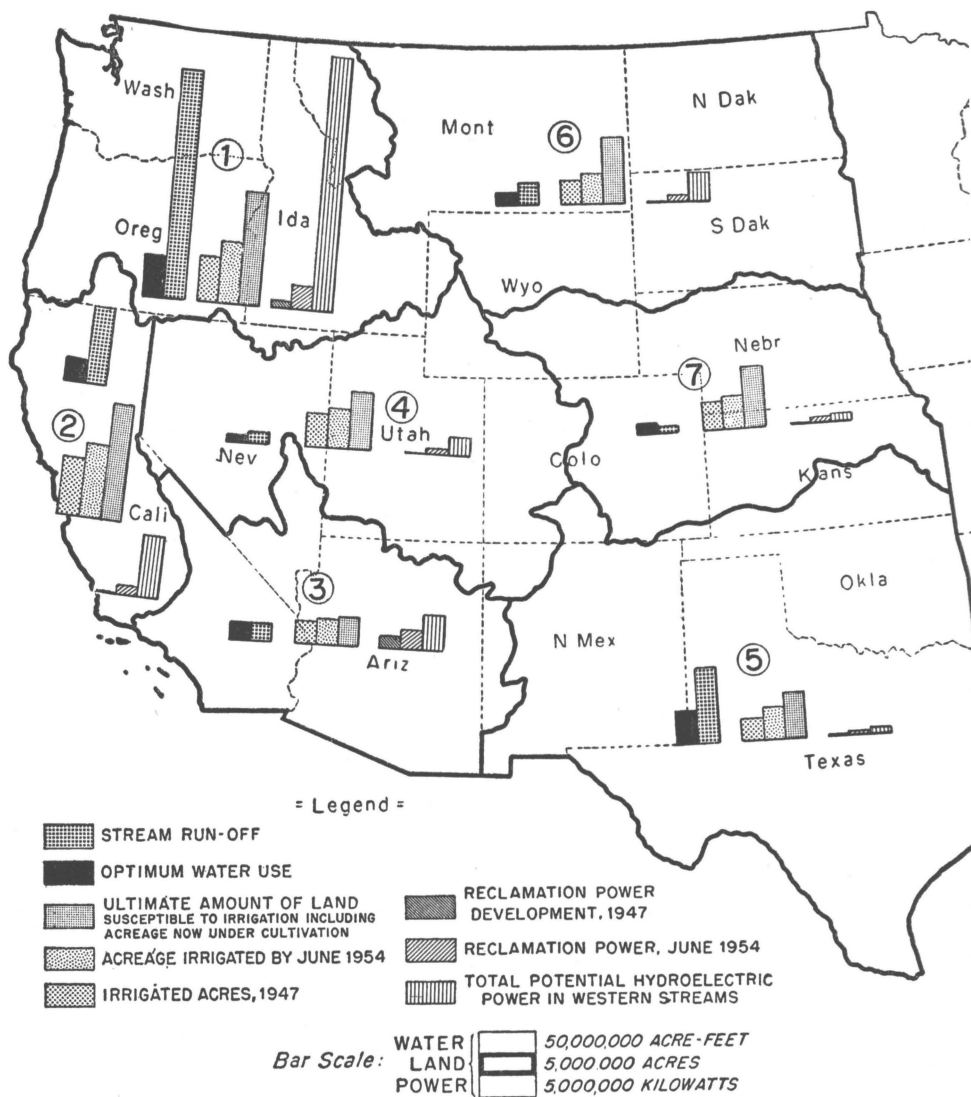 Wash
N Dak
Mont
⑥
①
Oreg
Ida
S Dak
Wyo
Nebr
⑦
②
④
Utah
Nev
Colo
Kans
Cali
③
Okla
N Mex
Ariz
⑤
Texas
= Legend =
STREAM RUN-OFF
OPTIMUM WATER USE
ULTIMATE AMOUNT OF LAND
SUSCEPTIBLE TO IRRIGATION INCLUDING
ACREAGE NOW UNDER CULTIVATION
ACREAGE IRRIGATED BY JUNE 1954
IRRIGATED ACRES, 1947
RECLAMATION POWER
DEVELOPMENT, 1947
RECLAMATION POWER, JUNE 1954
TOTAL POTENTIAL HYDROELECTRIC
POWER IN WESTERN STREAMS
Bar Scale:
WATER 50,000,000 ACRE-FEET
LAND 5,000,000 ACRES
POWER 5,000,000 KILOWATTS